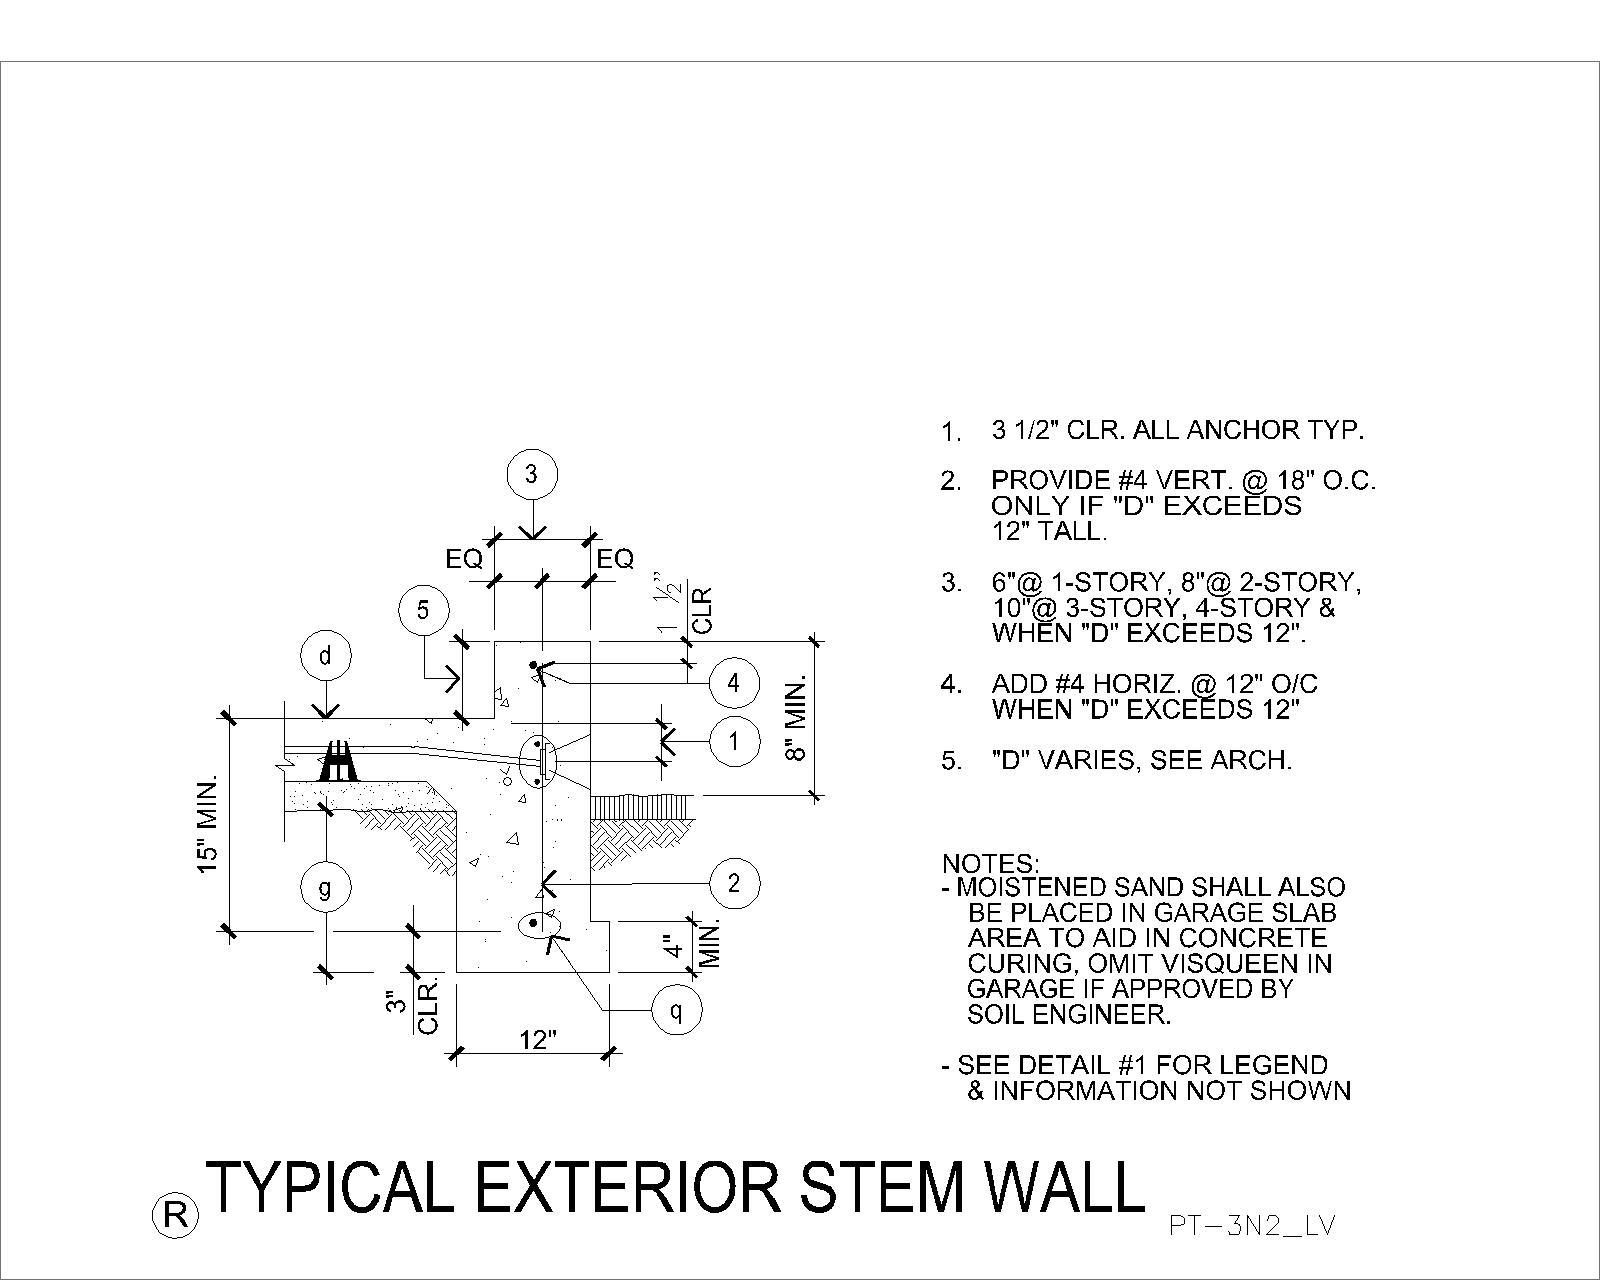 3
EQ
EQ
1 ½” CLR
5
d
4
1
8" MIN.
15" MIN.
g
2
4" MIN.
3" CLR.
q
12"
1. 3 1/2" CLR. ALL ANCHOR TYP.
2. PROVIDE #4 VERT. @ 18" O.C.
ONLY IF "D" EXCEEDS
12" TALL.
3. 6"@ 1-STORY, 8"@ 2-STORY,
10"@ 3-STORY, 4-STORY &
WHEN "D" EXCEEDS 12".
4. ADD #4 HORIZ. @ 12" O/C
WHEN "D" EXCEEDS 12"
5. "D" VARIES, SEE ARCH.
NOTES:
- MOISTENED SAND SHALL ALSO
BE PLACED IN GARAGE SLAB
AREA TO AID IN CONCRETE
CURING, OMIT VISQUEEN IN
GARAGE IF APPROVED BY
SOIL ENGINEER.
- SEE DETAIL #1 FOR LEGEND
& INFORMATION NOT SHOWN
R TYPICAL EXTERIOR STEM WALL
PT-3N2_LV